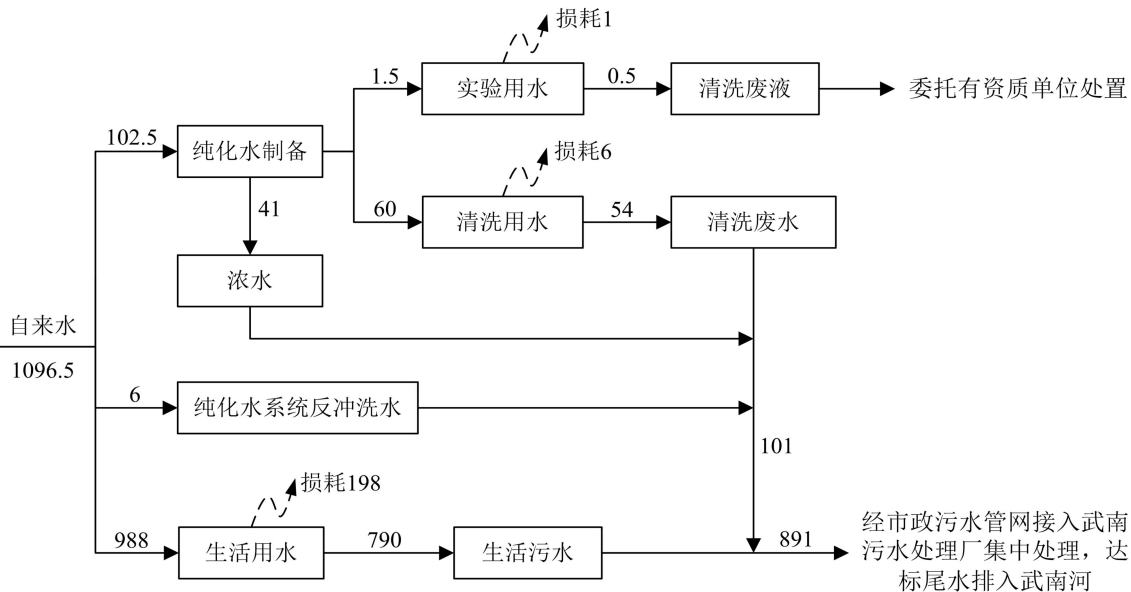 损耗1
1.5
实验用水
0.5
清洗废液
委托有资质单位处置
102.5
纯化水制备
损耗6
60
清洗用水
54
清洗废水
41
浓水
自来水
1096.5
6
纯化水系统反冲洗水
101
损耗198
988
生活用水
790
生活污水
891
经市政污水管网接入武南
污水处理厂集中处理，达
标尾水排入武南河